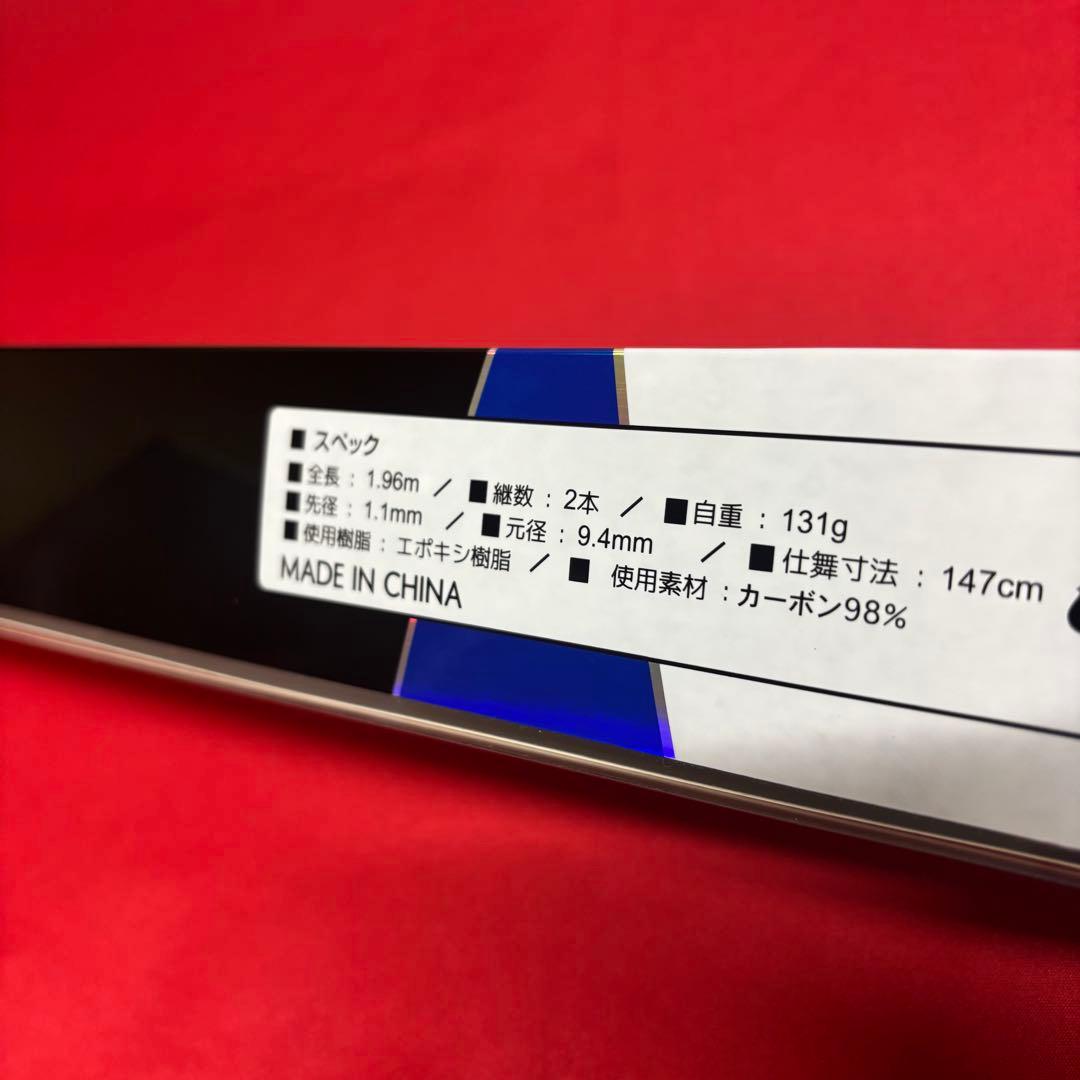 ■ スペック
■全長 : 1.96m ／ ■継数 : 2本 ／ ■自重 : 131g
■先径 : 1.1mm ／ ■元径 : 9.4mm ／ ■仕舞寸法 : 147cm
■使用樹脂 : エポキシ樹脂 ／ ■ 使用素材 : カーボン98%
MADE IN CHINA